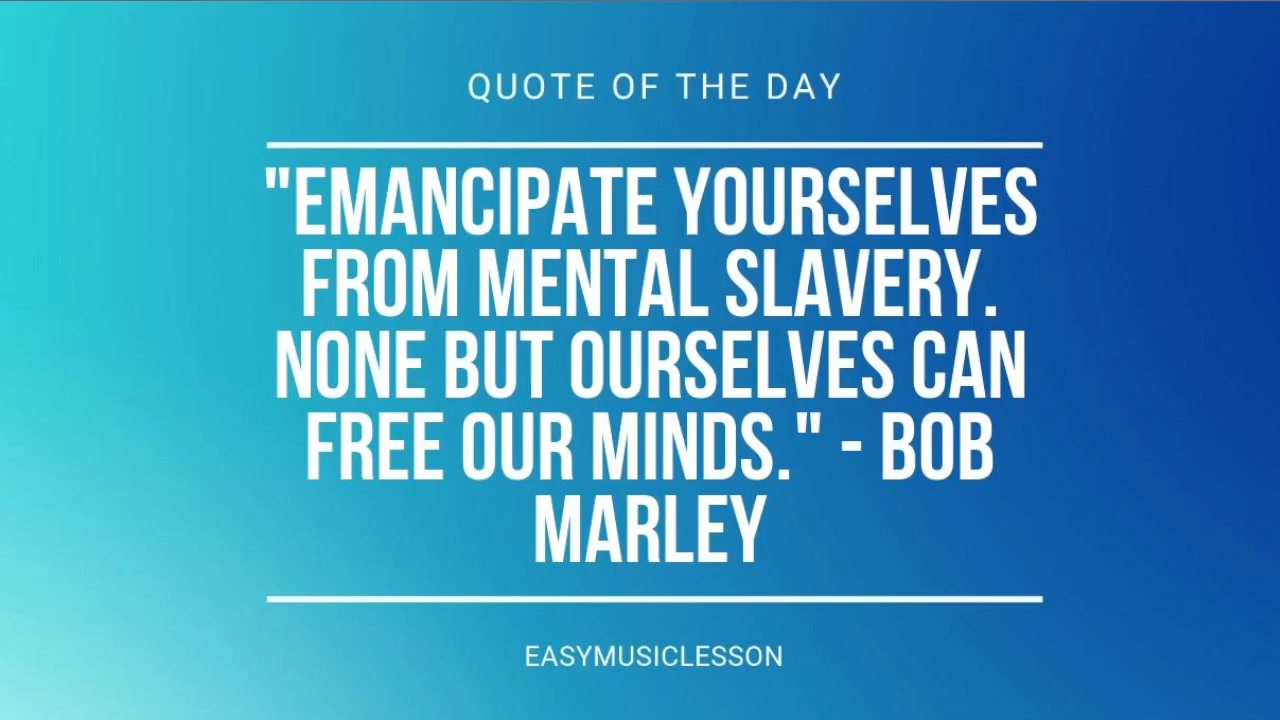 QUOTE OF THE DAY
"EMANCIPATE YOURSELVES
FROM MENTAL SLAVERY.
NONE BUT OURSELVES CAN
FREE OUR MINDS." - BOB
MARLEY
EASYMUSICLESSON